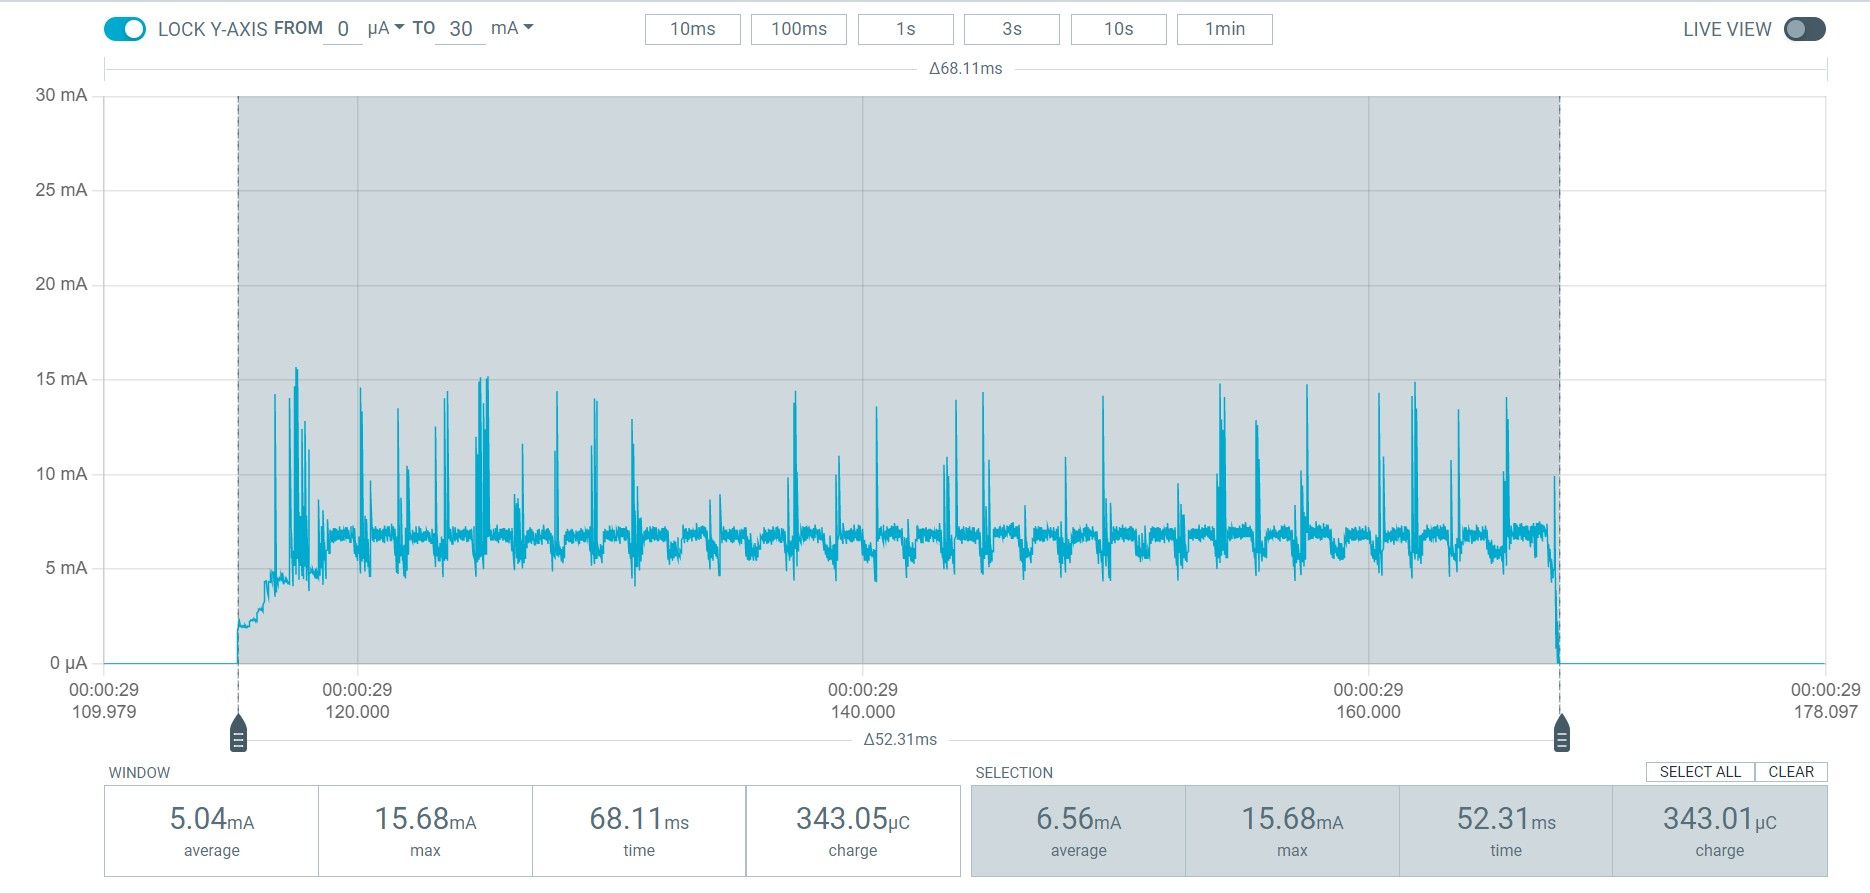 LOCK Y-AXIS FROM 0 µA TO 30 mA 10ms 100ms 1s 3s 10s 1min LIVE VIEW
Δ68.11ms
30 mA
25 mA
20 mA
15 mA
10 mA
5 mA
0 µA
00:00:29 00:00:29 00:00:29 00:00:29 00:00:29
109.979 120.000 140.000 160.000 178.097
Δ52.31ms
WINDOW SELECTION SELECT ALL CLEAR
5.04mA 15.68mA 68.11ms 343.05µC 6.56mA 15.68mA 52.31ms 343.01µC
average max time charge average max time charge